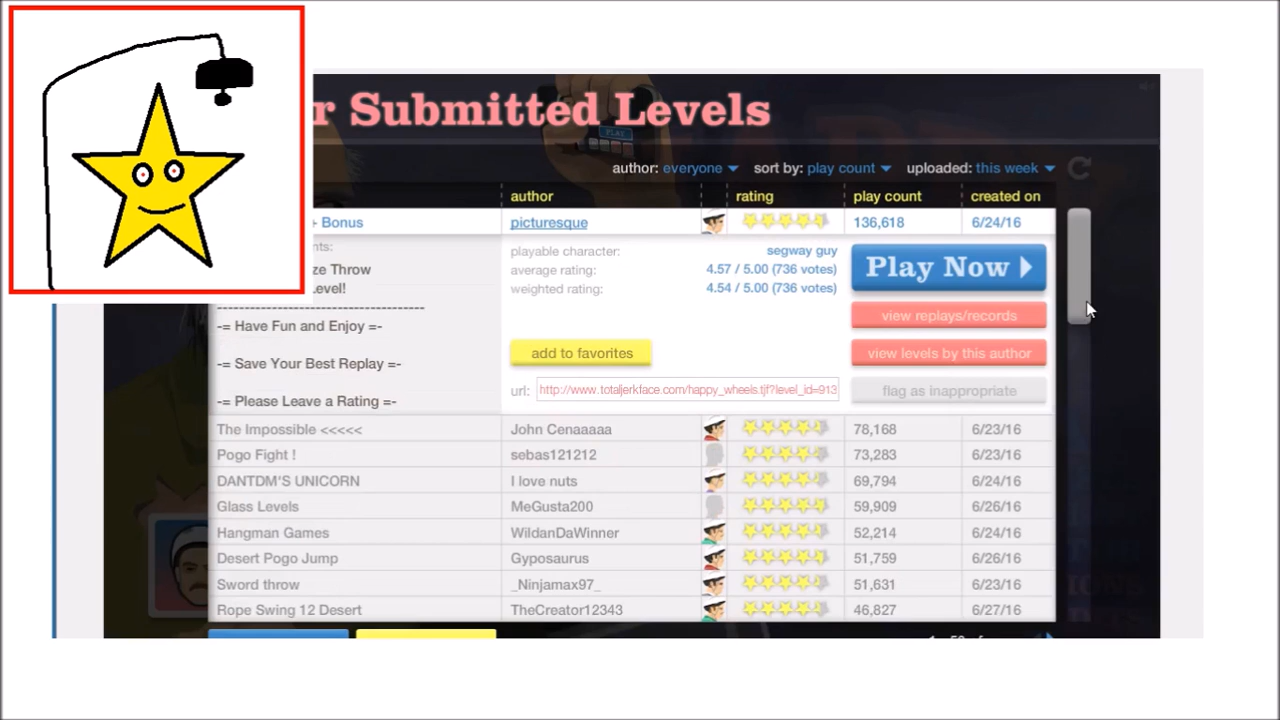 r Submitted Levels
PLAY
author: everyone sort by: play count uploaded: this week
author rating play count created on
+ Bonus picturesque 136,618 6/24/16
nts:
ze Throw
evel!
------------------------------------
-= Have Fun and Enjoy =-
-= Save Your Best Replay =-
-= Please Leave a Rating =-
playable character: segway guy
average rating: 4.57 / 5.00 (736 votes)
weighted rating: 4.54 / 5.00 (736 votes)
add to favorites
url: http://www.totaljerkface.com/happy_wheels.tjf?level_id=913
Play Now
view replays/records
view levels by this author
flag as inappropriate
The Impossible <<<<< John Cenaaaaa 78,168 6/23/16
Pogo Fight ! sebas121212 73,283 6/23/16
DANTDM'S UNICORN I love nuts 69,794 6/24/16
Glass Levels MeGusta200 59,909 6/26/16
Hangman Games WildanDaWinner 52,214 6/24/16
Desert Pogo Jump Gyposaurus 51,759 6/26/16
Sword throw _Ninjamax97_ 51,631 6/23/16
Rope Swing 12 Desert TheCreator12343 46,827 6/27/16